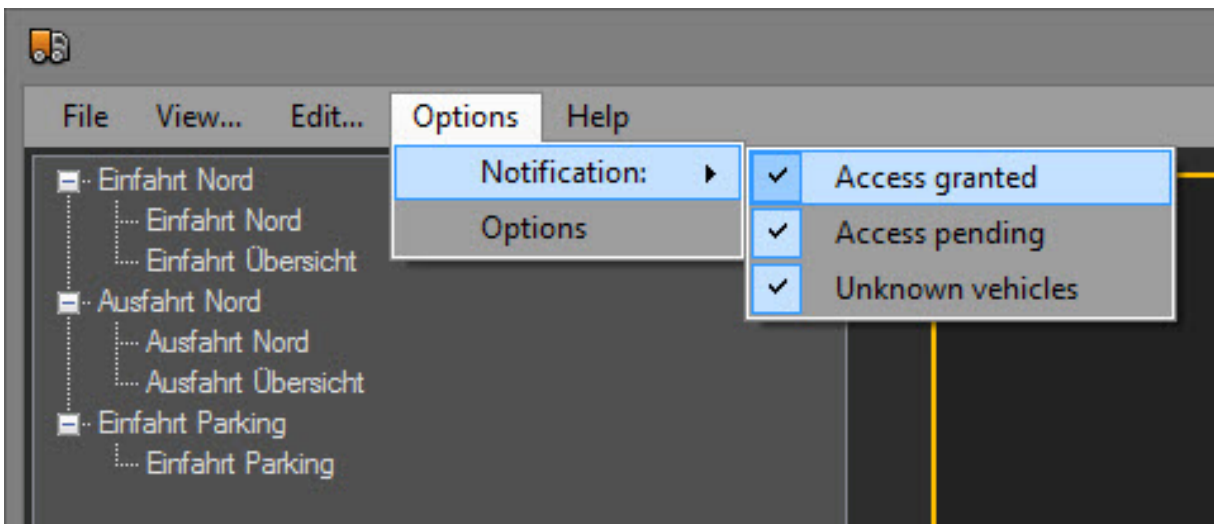 File View... Edit... Options Help
Notification:
Options
Access granted
Access pending
Unknown vehicles
Einfahrt Nord
Einfahrt Nord
Einfahrt Übersicht
Ausfahrt Nord
Ausfahrt Nord
Ausfahrt Übersicht
Einfahrt Parking
Einfahrt Parking